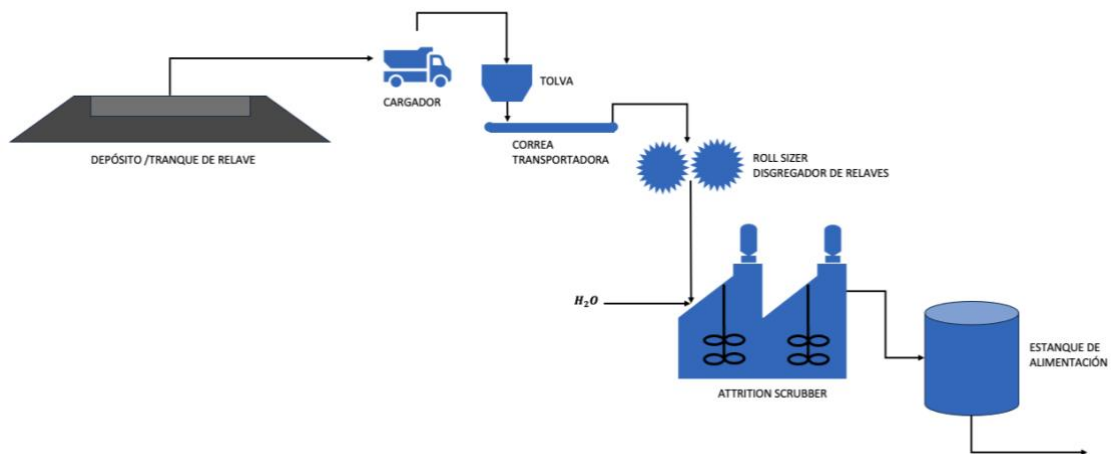 TOLVA
CARGADOR
CORREA
TRANSPORTADORA
DEPÓSITO /TRANQUE DE RELAVE
ROLL SIZER
DISGREGADOR DE RELAVES
H₂O
ESTANQUE DE
ALIMENTACIÓN
ATTRITION SCRUBBER